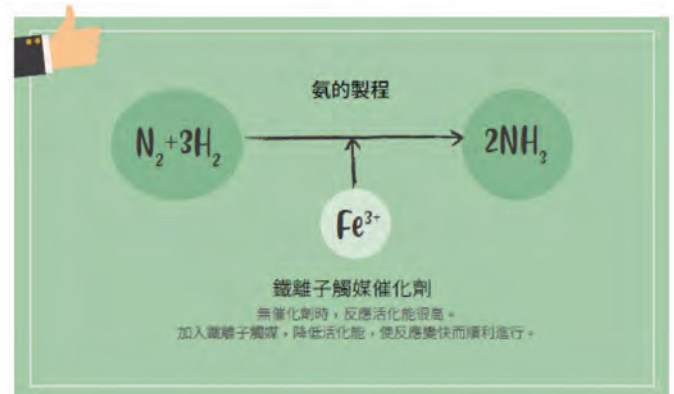 氨的製程
N₂+3H₂
2NH₃
Fe³⁺
鐵離子觸媒催化劑
無催化劑時，反應活化能很高。
加入鐵離子觸媒，降低活化能，使反應變快而順利進行。